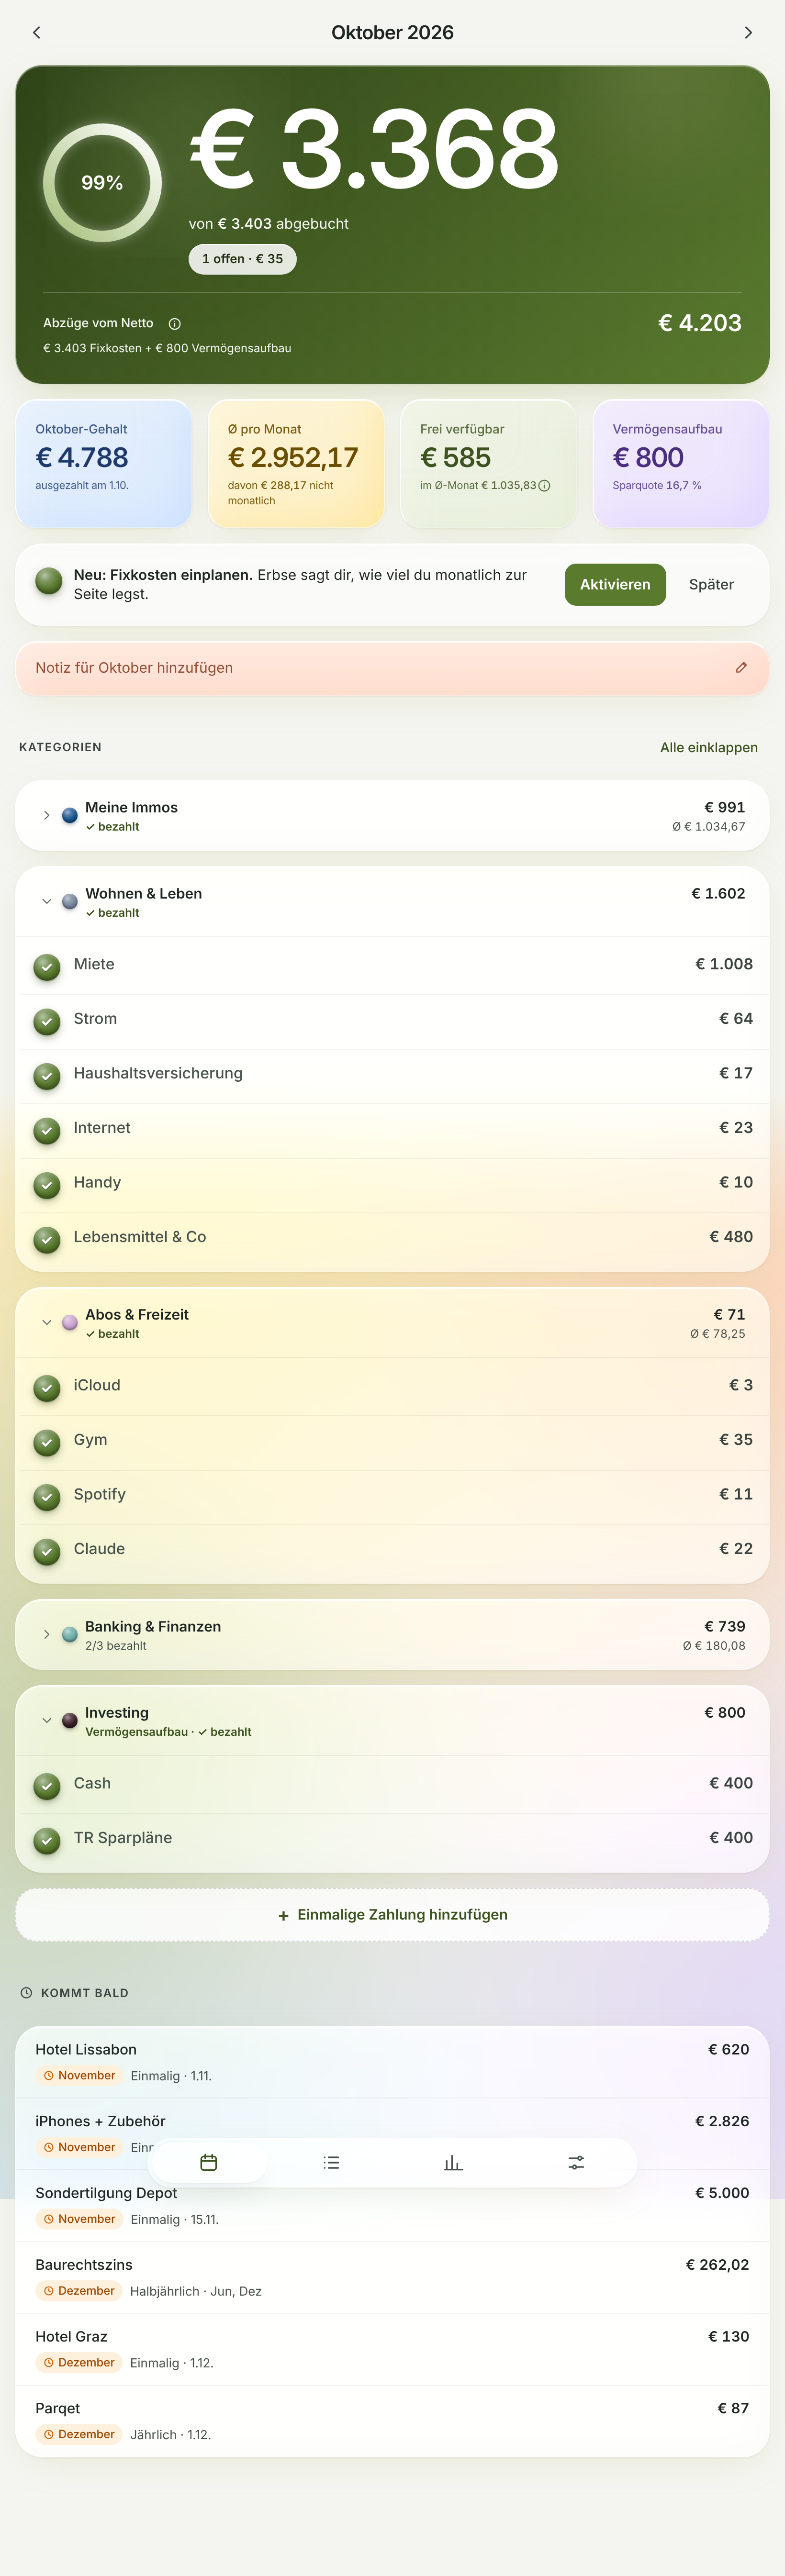 Oktober 2026
99%
€ 3.368
von € 3.403 abgebucht
1 offen · € 35
Abzüge vom Netto
€ 4.203
€ 3.403 Fixkosten + € 800 Vermögensaufbau
Oktober-Gehalt
€ 4.788
ausgezahlt am 1.10.
Ø pro Monat
€ 2.952,17
davon € 288,17 nicht
monatlich
Frei verfügbar
€ 585
im Ø-Monat € 1.035,83
Vermögensaufbau
€ 800
Sparquote 16,7 %
Neu: Fixkosten einplanen. Erbse sagt dir, wie viel du monatlich zur
Seite legst.
Aktivieren
Später
Notiz für Oktober hinzufügen
KATEGORIEN
Alle einklappen
Meine Immos
€ 991
✓ bezahlt
Ø € 1.034,67
Wohnen & Leben
€ 1.602
✓ bezahlt
Miete
€ 1.008
Strom
€ 64
Haushaltsversicherung
€ 17
Internet
€ 23
Handy
€ 10
Lebensmittel & Co
€ 480
Abos & Freizeit
€ 71
✓ bezahlt
Ø € 78,25
iCloud
€ 3
Gym
€ 35
Spotify
€ 11
Claude
€ 22
Banking & Finanzen
€ 739
2/3 bezahlt
Ø € 180,08
Investing
€ 800
Vermögensaufbau · ✓ bezahlt
Cash
€ 400
TR Sparpläne
€ 400
+ Einmalige Zahlung hinzufügen
KOMMT BALD
Hotel Lissabon
€ 620
November Einmalig · 1.11.
iPhones + Zubehör
€ 2.826
November
Sondertilgung Depot
€ 5.000
November Einmalig · 15.11.
Baurechtszins
€ 262,02
Dezember Halbjährlich · Jun, Dez
Hotel Graz
€ 130
Dezember Einmalig · 1.12.
Parqet
€ 87
Dezember Jährlich · 1.12.